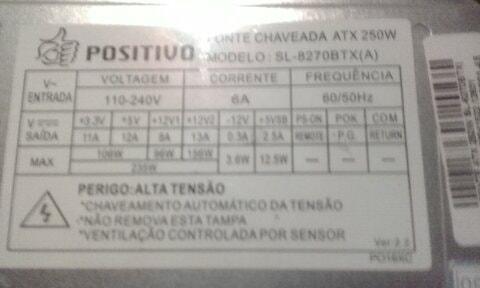 POSITIVO
FONTE CHAVEADA ATX 250W
MODELO: SL-8270BTX(A)
V~ ENTRADA VOLTAGEM CORRENTE FREQUÊNCIA
110-240V 6A 60/50Hz
V SAÍDA +3.3V +5V +12V1 +12V2 -12V +5VSB PS-ON POK COM
11A 12A 8A 13A 0.3A 2.5A REMOTE P.G. RETURN
MAX 106W 96W 156W 3.6W 12.5W — — —
235W
PERIGO: ALTA TENSÃO
*CHAVEAMENTO AUTOMÁTICO DA TENSÃO
*NÃO REMOVA ESTA TAMPA
*VENTILAÇÃO CONTROLADA POR SENSOR
PO16XC